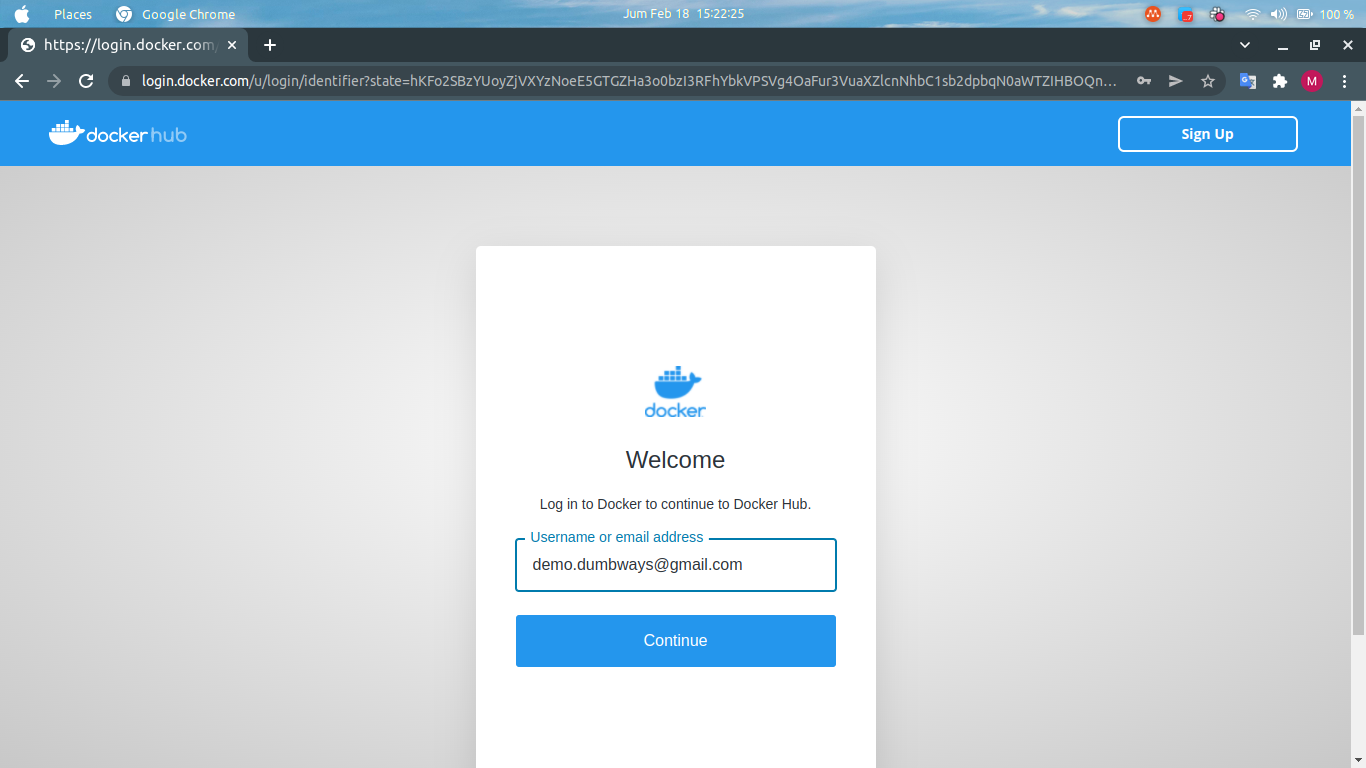 Places Google Chrome Jum Feb 18 15:22:25 100 %
https://login.docker.com/
login.docker.com/u/login/identifier?state=hKFo2SBzYUoyZjVXYzNoeE5GTGZHa3o0bzI3RFhYbkVPSVg4OaFur3VuaXZlcnNhbC1sb2dpbqN0aWTZIHBOQn... M
docker hub Sign Up
docker
Welcome
Log in to Docker to continue to Docker Hub.
Username or email address
demo.dumbways@gmail.com
Continue